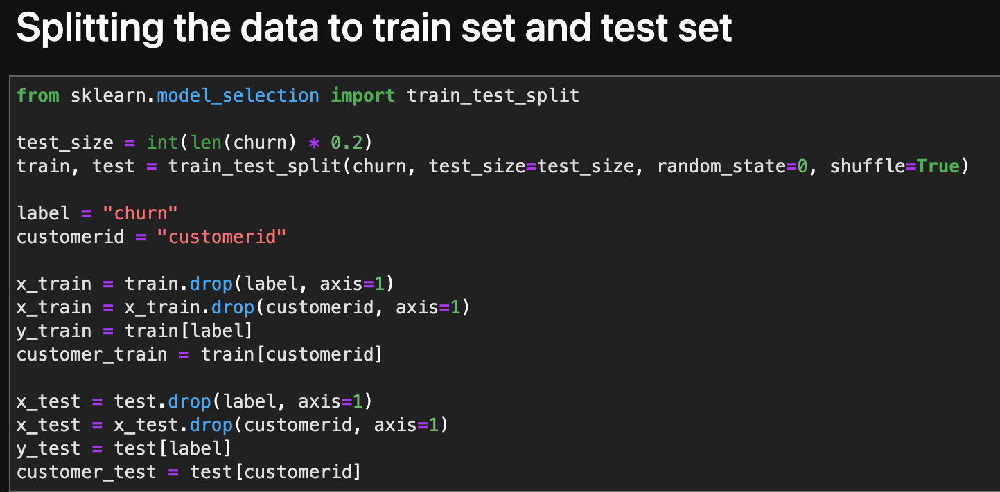 Splitting the data to train set and test set
from sklearn.model_selection import train_test_split
test_size = int(len(churn) * 0.2)
train, test = train_test_split(churn, test_size=test_size, random_state=0, shuffle=True)
label = "churn"
customerid = "customerid"
x_train = train.drop(label, axis=1)
x_train = x_train.drop(customerid, axis=1)
y_train = train[label]
customer_train = train[customerid]
x_test = test.drop(label, axis=1)
x_test = x_test.drop(customerid, axis=1)
y_test = test[label]
customer_test = test[customerid]